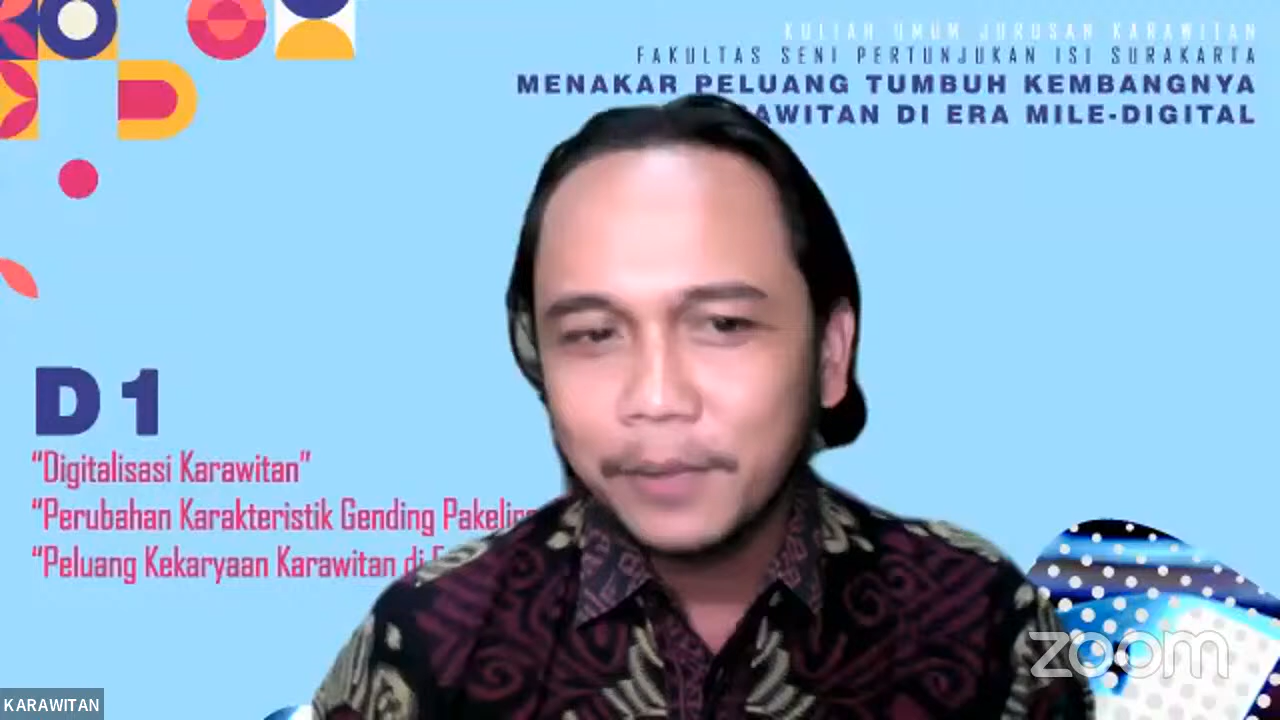 KULIAH UMUM JURUSAN KARAWITAN
FAKULTAS SENI PERTUNJUKAN ISI SURAKARTA
MENAKAR PELUANG TUMBUH KEMBANGNYA
AWITAN DI ERA MILE-DIGITAL
D1
“Digitalisasi Karawitan”
“Perubahan Karakteristik Gending Pakelir
“Peluang Kekaryaan Karawitan di
zoom
KARAWITAN